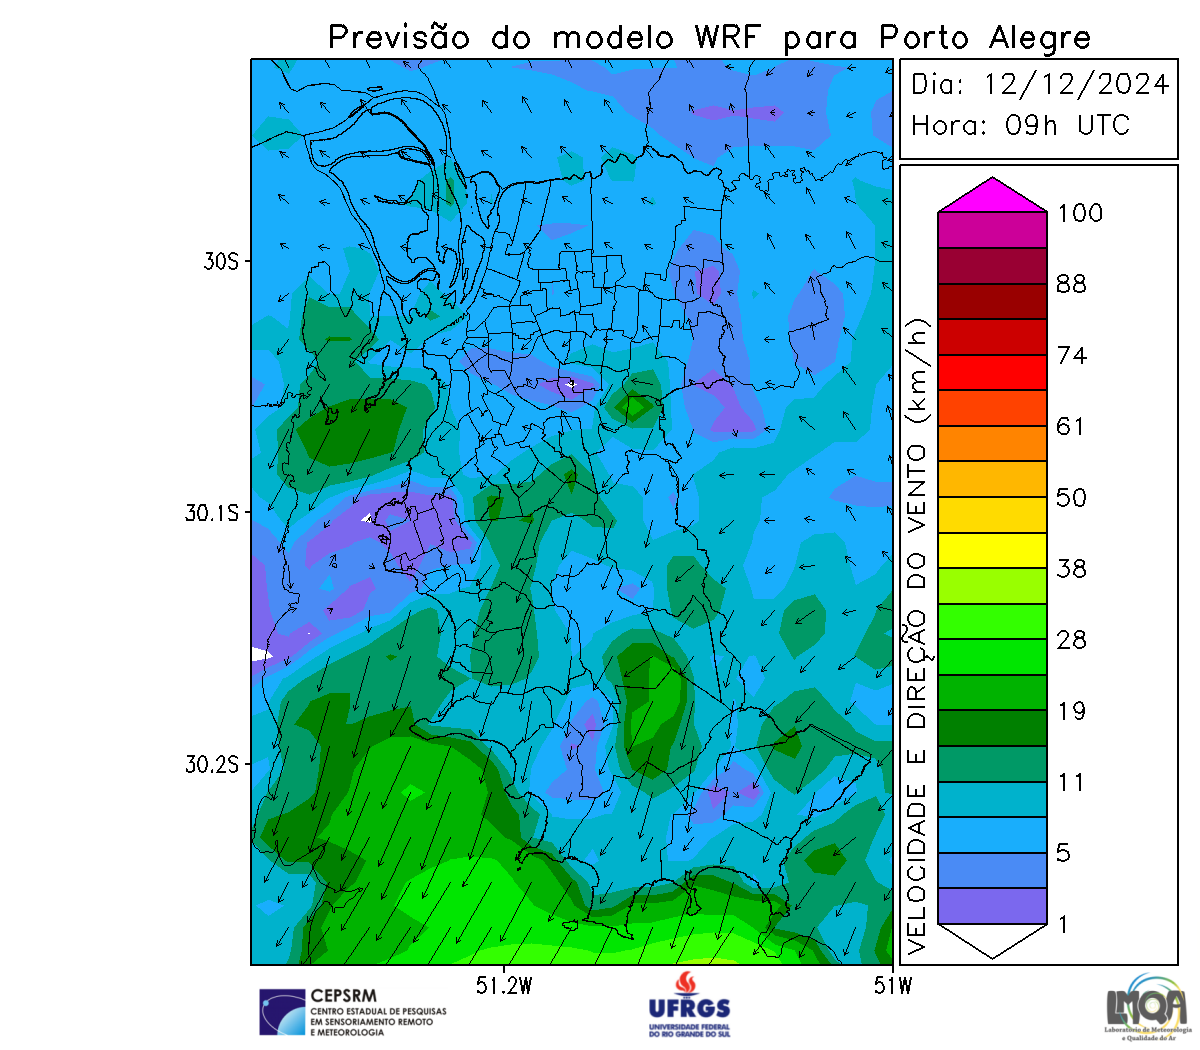 Previsão do modelo WRF para Porto Alegre
Dia: 12/12/2024
Hora: 09h UTC
30S
30.1S
30.2S
51.2W
51W
VELOCIDADE E DIREÇÃO DO VENTO (km/h)
100
88
74
61
50
38
28
19
11
5
1
CEPSRM
CENTRO ESTADUAL DE PESQUISAS
EM SENSORIAMENTO REMOTO
E METEOROLOGIA
UFRGS
UNIVERSIDADE FEDERAL
DO RIO GRANDE DO SUL
LMQA
Laboratório de Meteorologia
e Qualidade do Ar